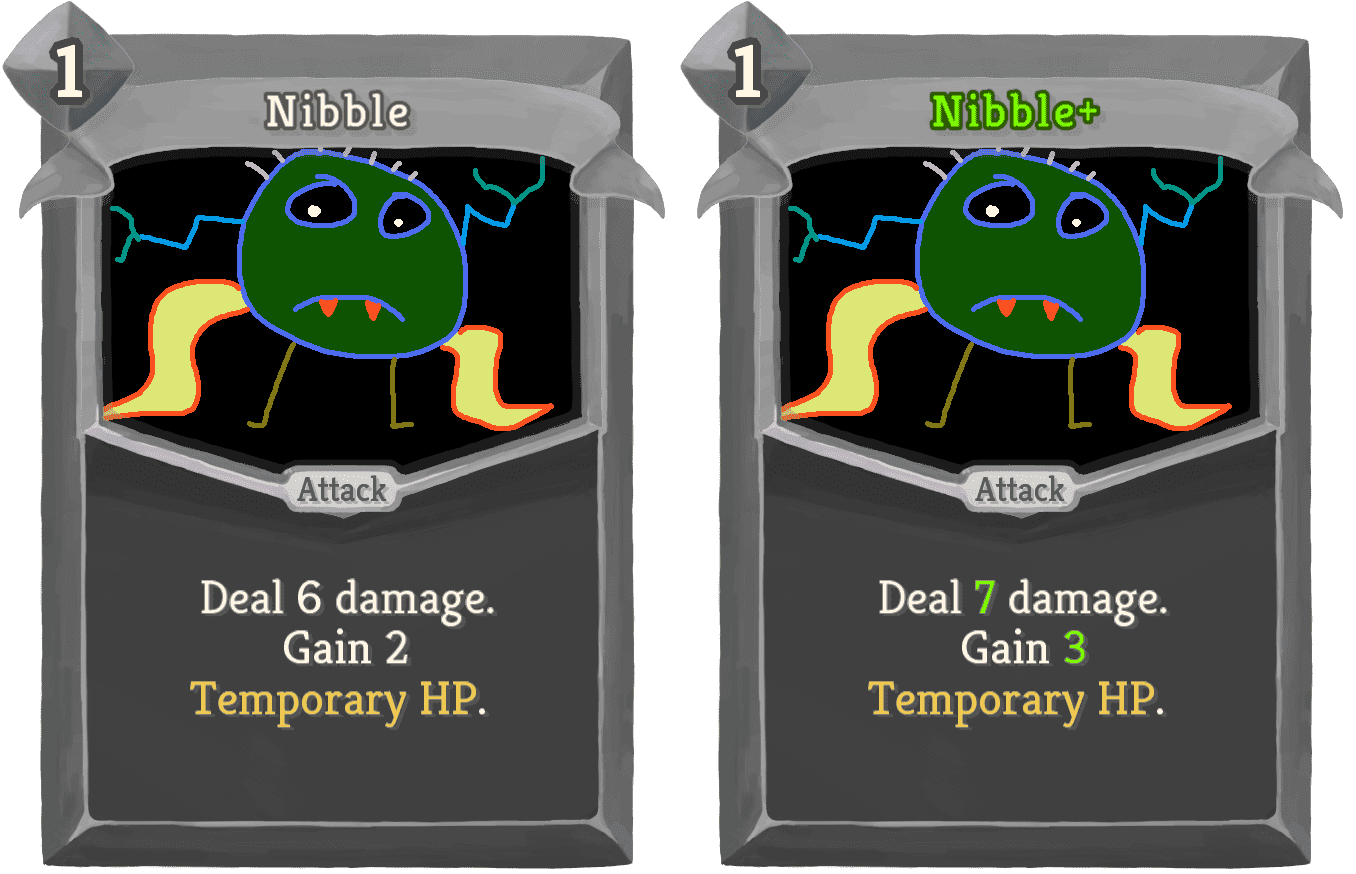 1
Nibble
Attack
Deal 6 damage.
Gain 2
Temporary HP.
1
Nibble+
Attack
Deal 7 damage.
Gain 3
Temporary HP.